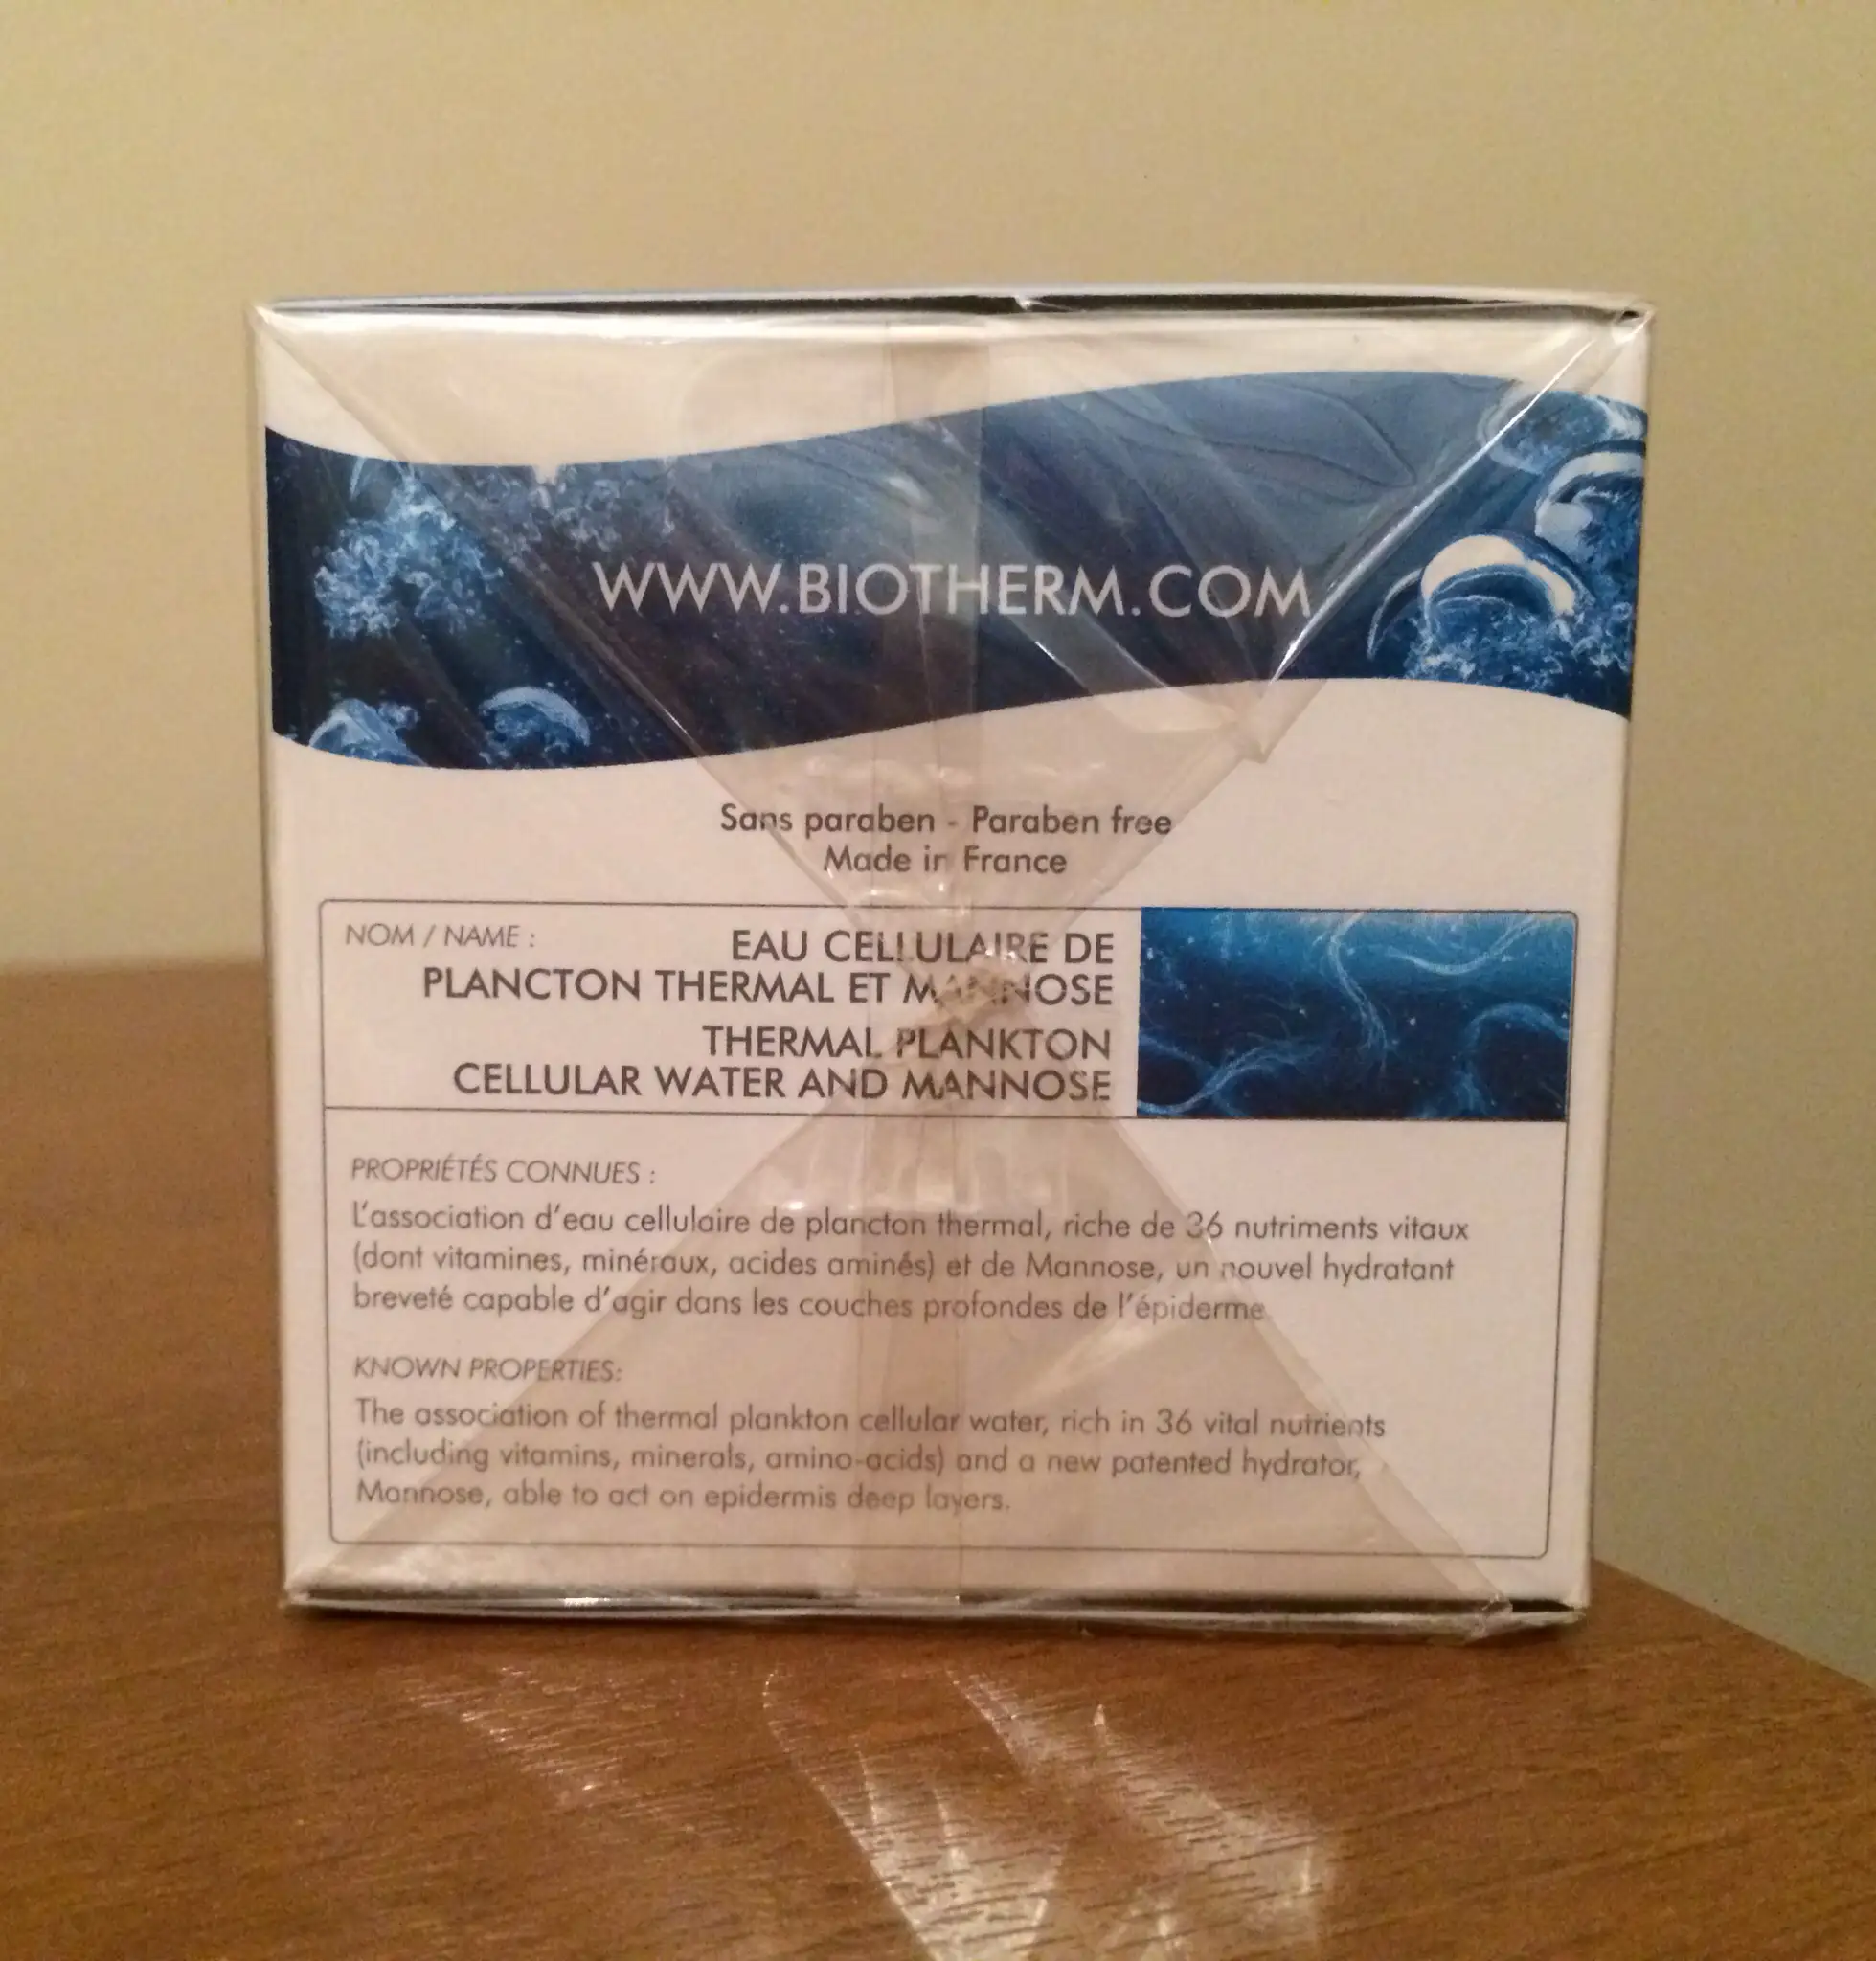 WWW.BIOTHERM.COM
Sans paraben - Paraben free
Made in France
NOM / NAME :
EAU CELLULAIRE DE
PLANCTON THERMAL ET MANNOSE
THERMAL PLANKTON
CELLULAR WATER AND MANNOSE
PROPRIÉTÉS CONNUES :
L'association d'eau cellulaire de plancton thermal, riche de 36 nutriments vitaux
(dont vitamines, minéraux, acides aminés) et de Mannose, un nouvel hydratant
breveté capable d'agir dans les couches profondes de l'épiderme
KNOWN PROPERTIES:
The association of thermal plankton cellular water, rich in 36 vital nutrients
(including vitamins, minerals, amino-acids) and a new patented hydrator,
Mannose, able to act on epidermis deep layers.